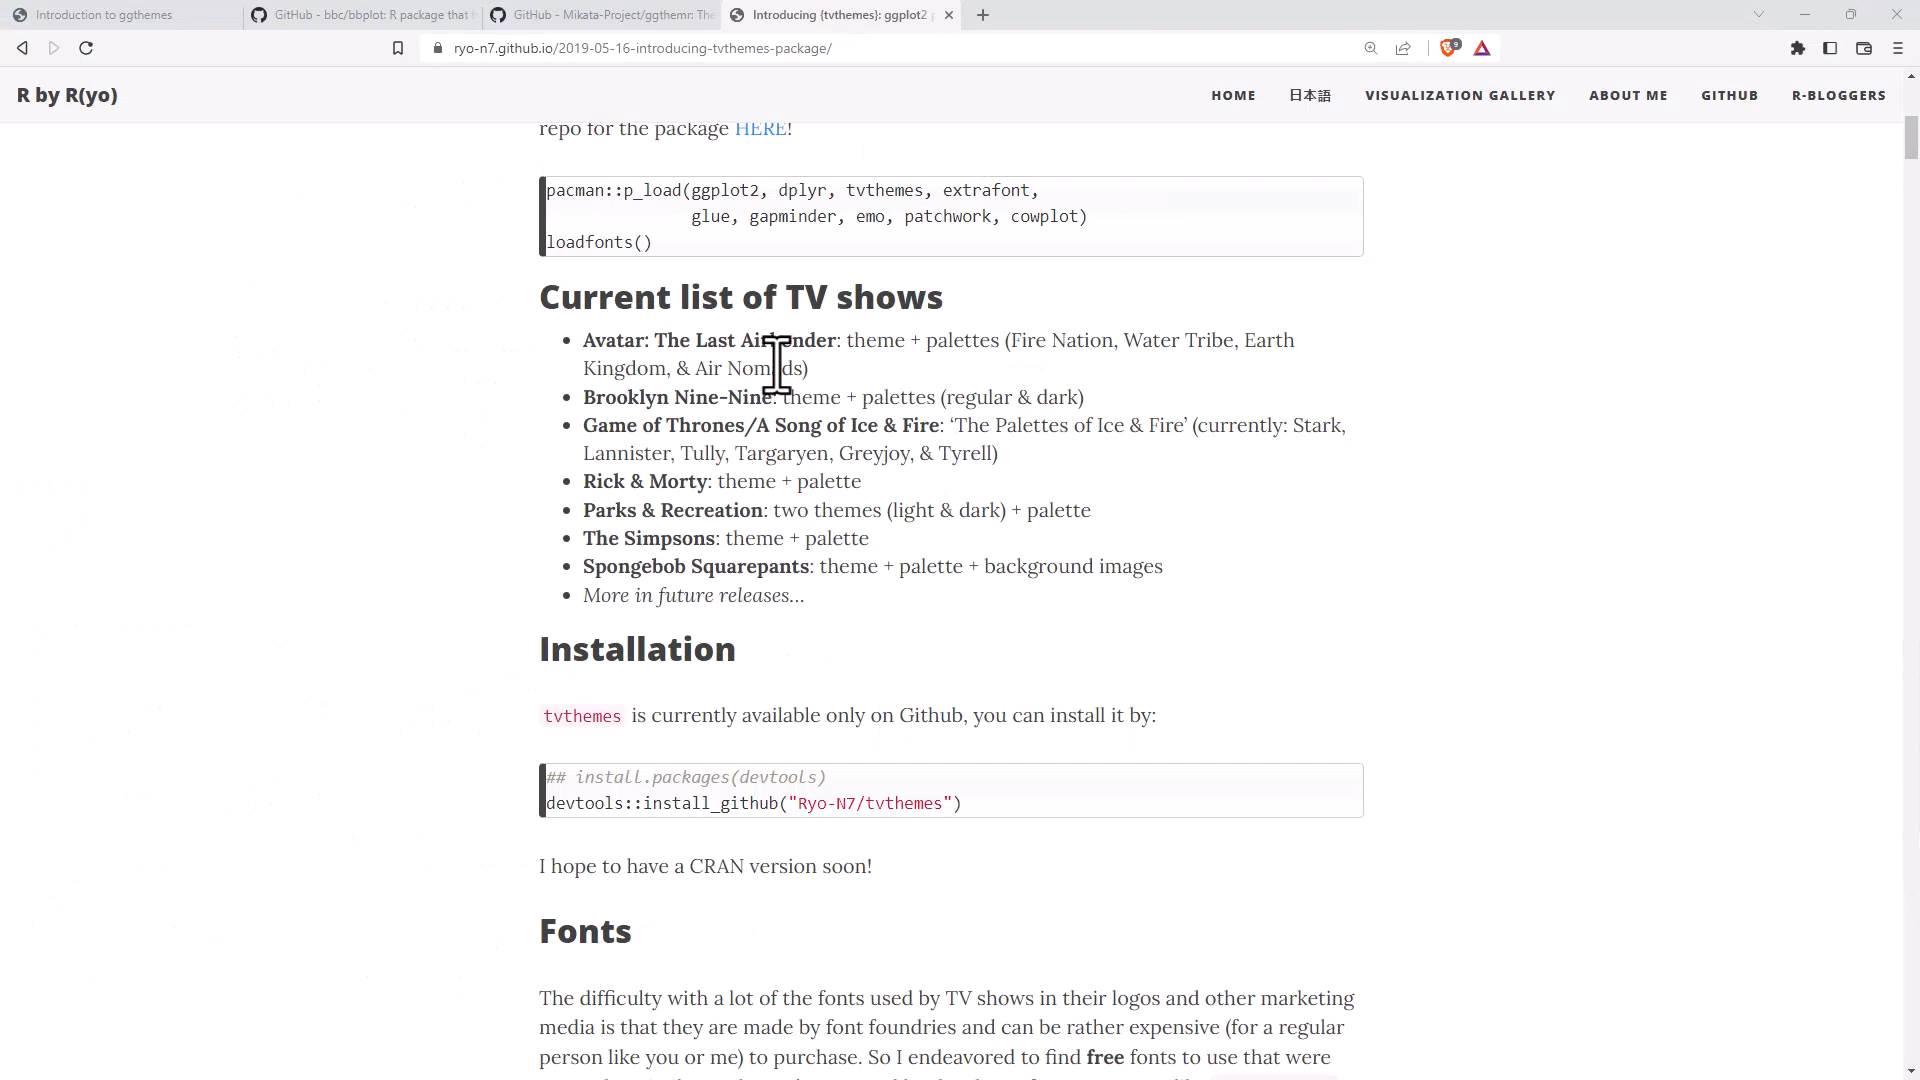 Introduction to ggthemes
GitHub - bbc/bbplot: R package that
GitHub - Mikata-Project/ggthemr: The
Introducing {tvthemes}: ggplot2
ryo-n7.github.io/2019-05-16-introducing-tvthemes-package/
9
R by R(yo)
HOME 日本語 VISUALIZATION GALLERY ABOUT ME GITHUB R-BLOGGERS
repo for the package HERE!
pacman::p_load(ggplot2, dplyr, tvthemes, extrafont,
glue, gapminder, emo, patchwork, cowplot)
loadfonts()
Current list of TV shows
Avatar: The Last Airbender: theme + palettes (Fire Nation, Water Tribe, Earth
Kingdom, & Air Nomads)
Brooklyn Nine-Nine: theme + palettes (regular & dark)
Game of Thrones/A Song of Ice & Fire: ‘The Palettes of Ice & Fire’ (currently: Stark,
Lannister, Tully, Targaryen, Greyjoy, & Tyrell)
Rick & Morty: theme + palette
Parks & Recreation: two themes (light & dark) + palette
The Simpsons: theme + palette
Spongebob Squarepants: theme + palette + background images
More in future releases…
Installation
tvthemes is currently available only on Github, you can install it by:
## install.packages(devtools)
devtools::install_github("Ryo-N7/tvthemes")
I hope to have a CRAN version soon!
Fonts
The difficulty with a lot of the fonts used by TV shows in their logos and other marketing
media is that they are made by font foundries and can be rather expensive (for a regular
person like you or me) to purchase. So I endeavored to find free fonts to use that were